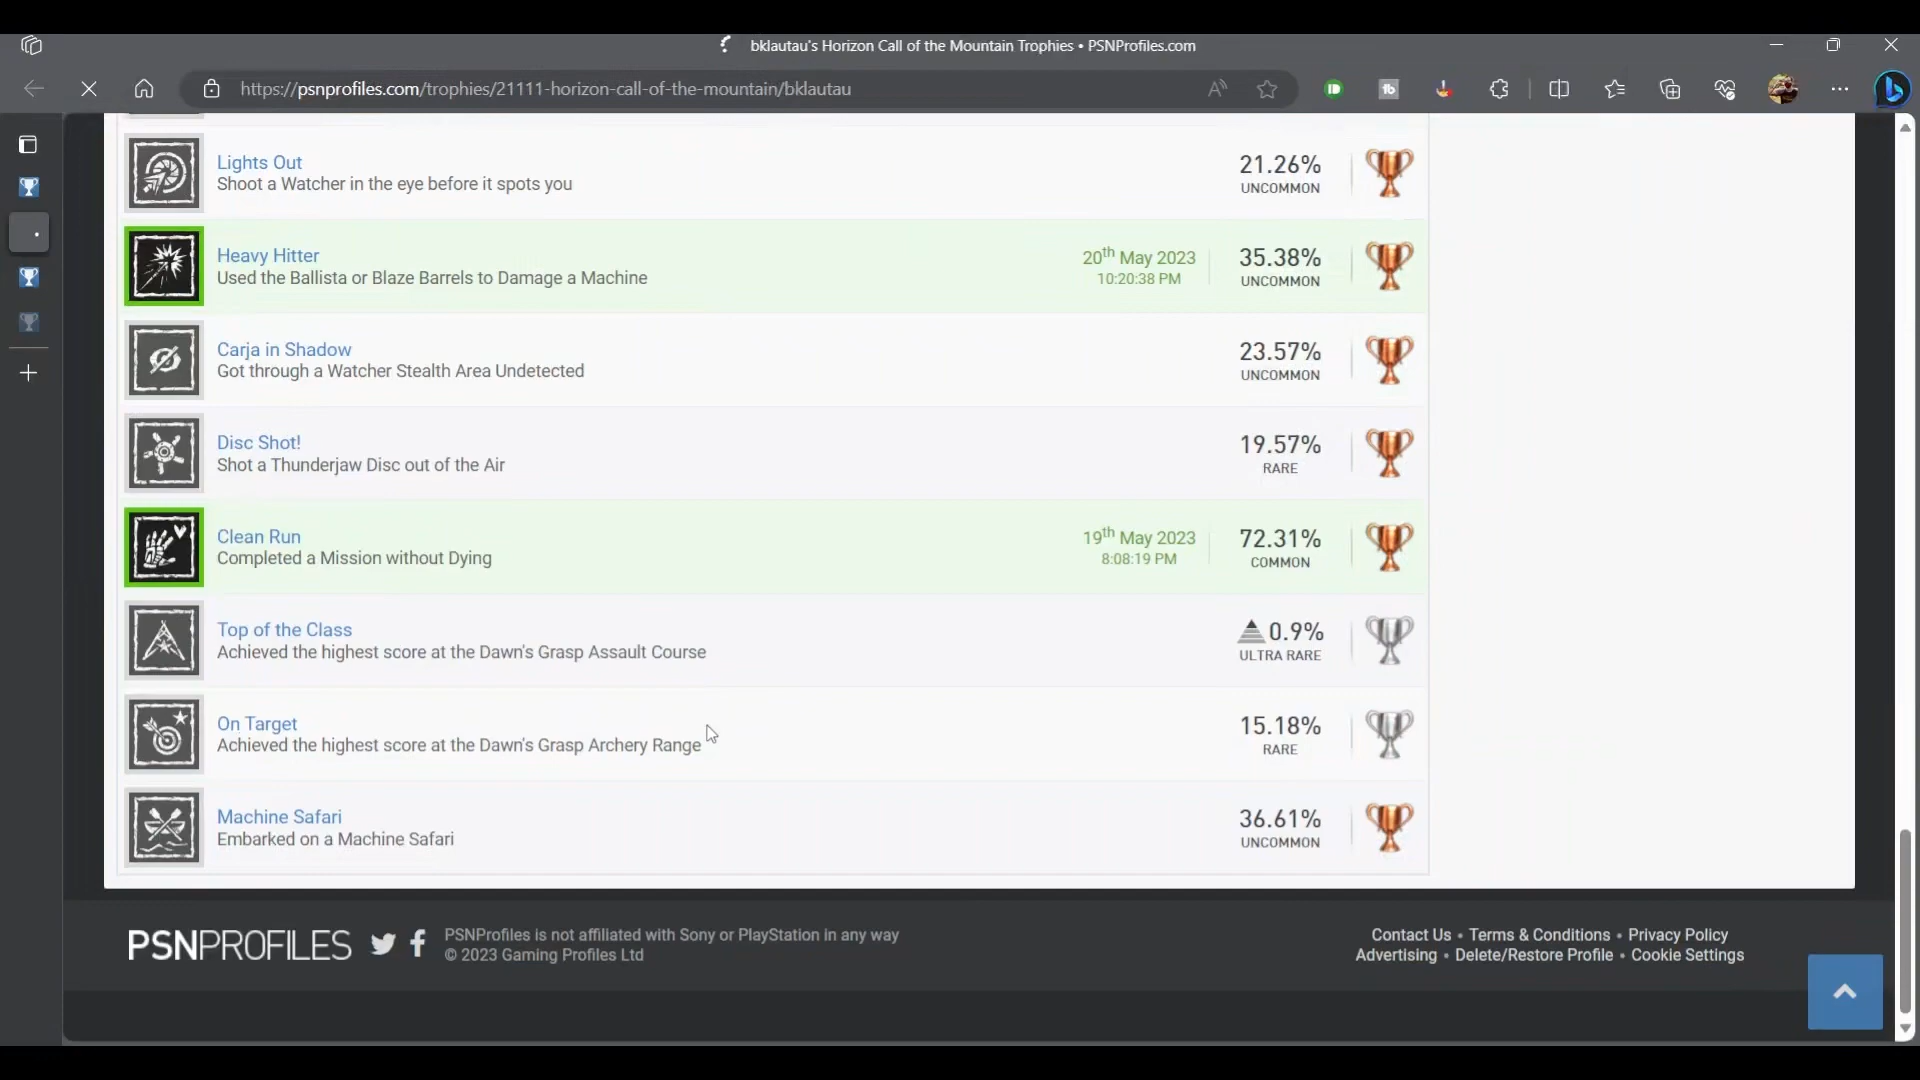 bklautau's Horizon Call of the Mountain Trophies • PSNProfiles.com
https://psnprofiles.com/trophies/21111-horizon-call-of-the-mountain/bklautau
Lights Out
Shoot a Watcher in the eye before it spots you
21.26%
UNCOMMON
Heavy Hitter
Used the Ballista or Blaze Barrels to Damage a Machine
20th May 2023
10:20:38 PM
35.38%
UNCOMMON
Carja in Shadow
Got through a Watcher Stealth Area Undetected
23.57%
UNCOMMON
Disc Shot!
Shot a Thunderjaw Disc out of the Air
19.57%
RARE
Clean Run
Completed a Mission without Dying
19th May 2023
8:08:19 PM
72.31%
COMMON
Top of the Class
Achieved the highest score at the Dawn's Grasp Assault Course
0.9%
ULTRA RARE
On Target
Achieved the highest score at the Dawn's Grasp Archery Range
15.18%
RARE
Machine Safari
Embarked on a Machine Safari
36.61%
UNCOMMON
PSNPROFILES
PSNProfiles is not affiliated with Sony or PlayStation in any way
© 2023 Gaming Profiles Ltd
Contact Us • Terms & Conditions • Privacy Policy
Advertising • Delete/Restore Profile • Cookie Settings